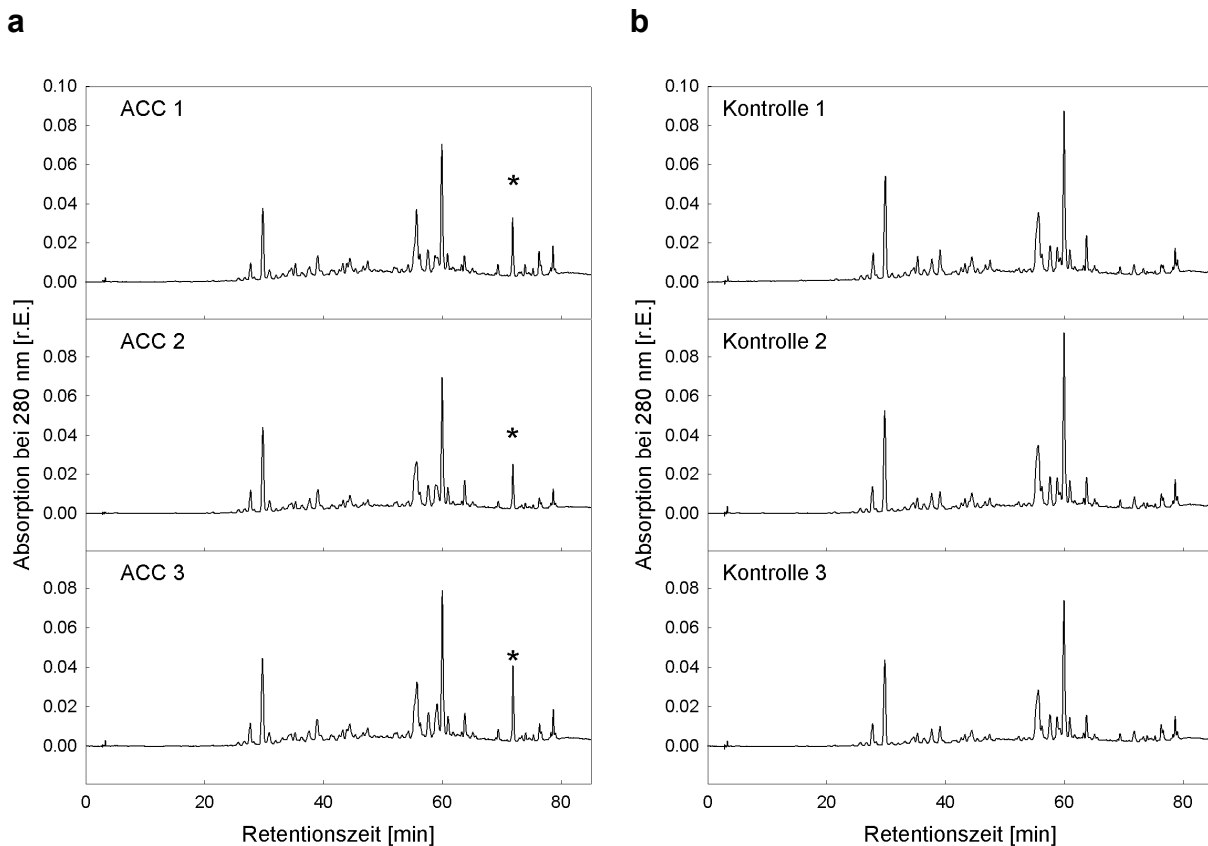 a
b
Absorption bei 280 nm [r.E.]
0.10
0.08
0.06
0.04
0.02
0.00
ACC 1
*
0.08
0.06
0.04
0.02
0.00
ACC 2
*
0.08
0.06
0.04
0.02
0.00
ACC 3
*
0 20 40 60 80
Retentionszeit [min]
Absorption bei 280 nm [r.E.]
0.10
0.08
0.06
0.04
0.02
0.00
Kontrolle 1
0.08
0.06
0.04
0.02
0.00
Kontrolle 2
0.08
0.06
0.04
0.02
0.00
Kontrolle 3
0 20 40 60 80
Retentionszeit [min]